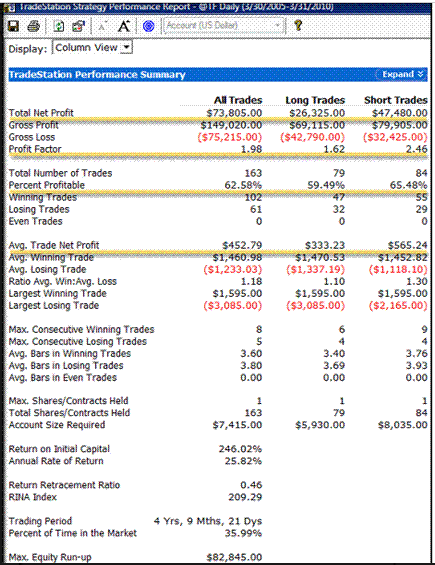 TradeStation Strategy Performance Report - @TF Daily (3/30/2005-3/31/2010)
A A Account (US Dollar) ?
Display: Column View
TradeStation Performance Summary Expand
All Trades Long Trades Short Trades
Total Net Profit $73,805.00 $26,325.00 $47,480.00
Gross Profit $149,020.00 $69,115.00 $79,905.00
Gross Loss ($75,215.00) ($42,790.00) ($32,425.00)
Profit Factor 1.98 1.62 2.46
Total Number of Trades 163 79 84
Percent Profitable 62.58% 59.49% 65.48%
Winning Trades 102 47 55
Losing Trades 61 32 29
Even Trades 0 0 0
Avg. Trade Net Profit $452.79 $333.23 $565.24
Avg. Winning Trade $1,460.98 $1,470.53 $1,452.82
Avg. Losing Trade ($1,233.03) ($1,337.19) ($1,118.10)
Ratio Avg. Win:Avg. Loss 1.18 1.10 1.30
Largest Winning Trade $1,595.00 $1,595.00 $1,595.00
Largest Losing Trade ($3,085.00) ($3,085.00) ($2,165.00)
Max. Consecutive Winning Trades 8 6 9
Max. Consecutive Losing Trades 5 4 4
Avg. Bars in Winning Trades 3.60 3.40 3.76
Avg. Bars in Losing Trades 3.80 3.69 3.93
Avg. Bars in Even Trades 0.00 0.00 0.00
Max. Shares/Contracts Held 1 1 1
Total Shares/Contracts Held 163 79 84
Account Size Required $7,415.00 $5,930.00 $8,035.00
Return on Initial Capital 246.02%
Annual Rate of Return 25.82%
Return Retracement Ratio 0.46
RINA Index 209.29
Trading Period 4 Yrs, 9 Mths, 21 Dys
Percent of Time in the Market 35.99%
Max. Equity Run-up $82,845.00